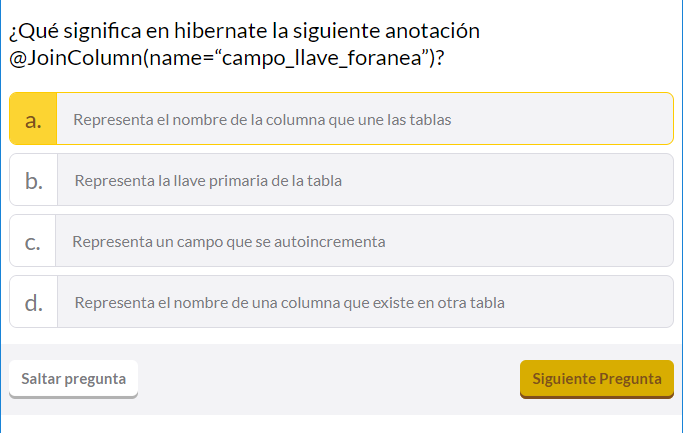 ¿Qué significa en hibernate la siguiente anotación
@JoinColumn(name=“campo_llave_foranea”)?
a. Representa el nombre de la columna que une las tablas
b. Representa la llave primaria de la tabla
c. Representa un campo que se autoincrementa
d. Representa el nombre de una columna que existe en otra tabla
Saltar pregunta Siguiente Pregunta